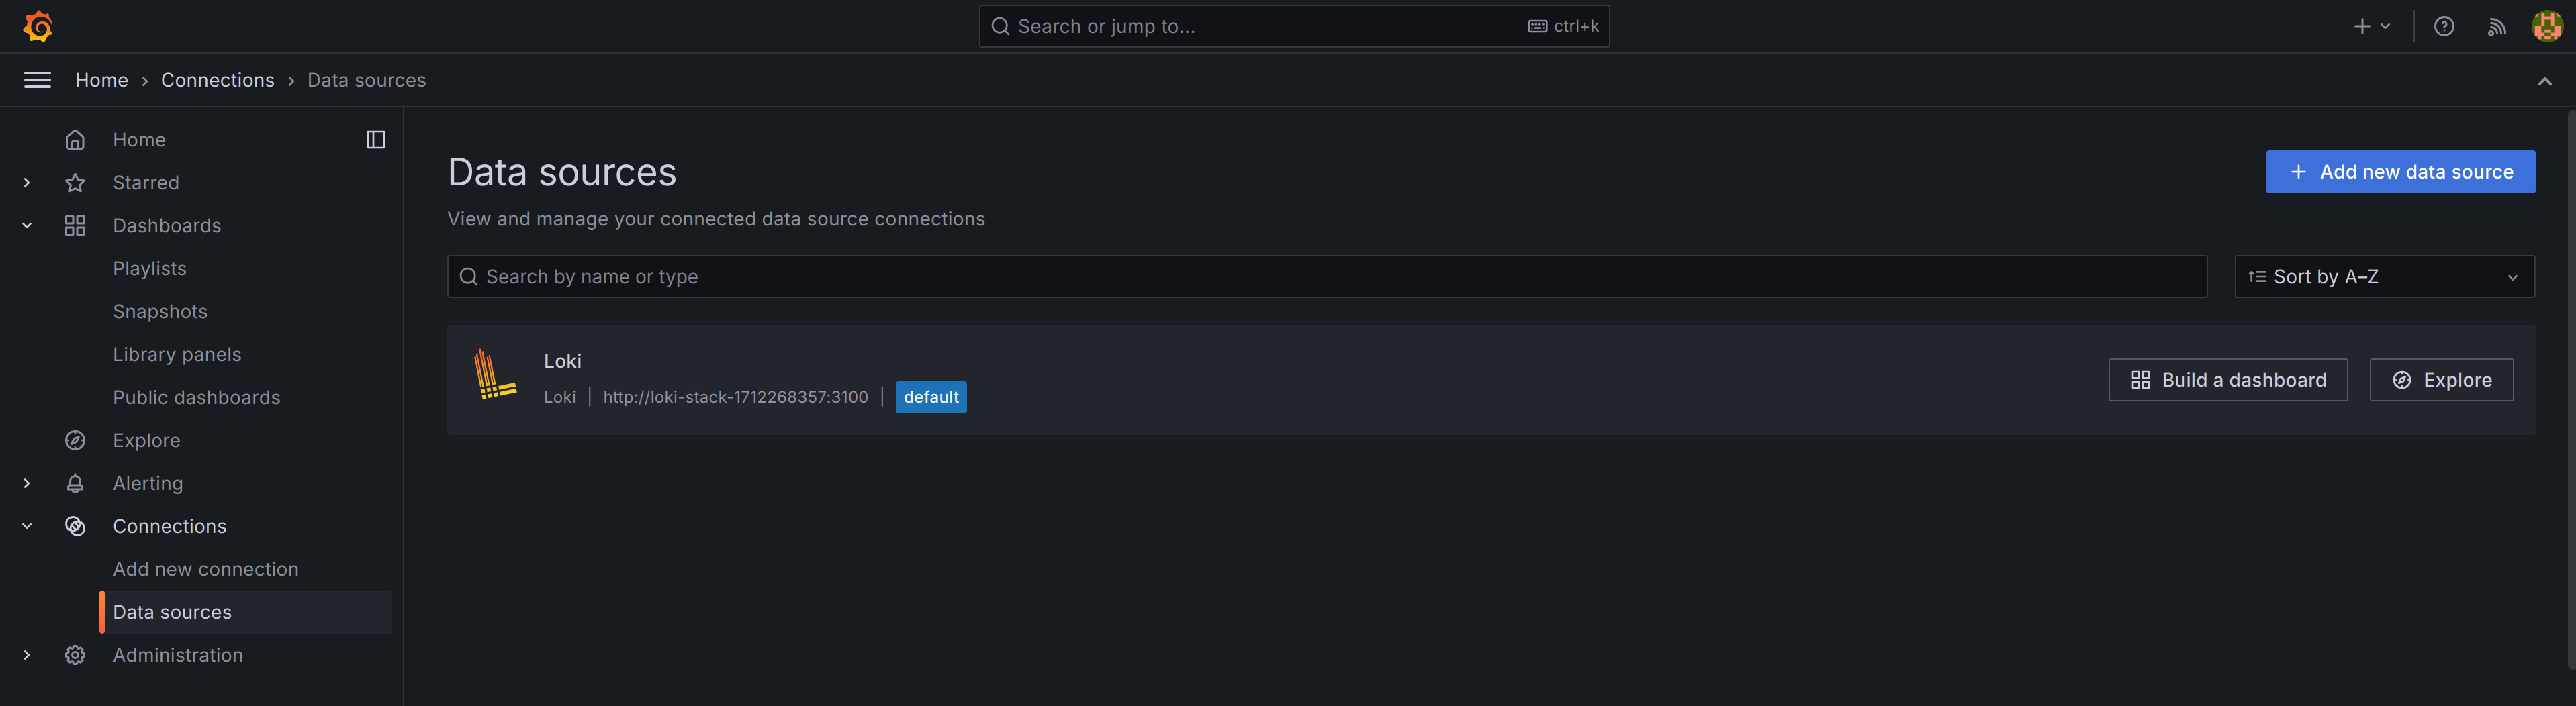 Search or jump to...
ctrl+k
Home
Connections
Data sources
Home
Starred
Dashboards
Playlists
Snapshots
Library panels
Public dashboards
Explore
Alerting
Connections
Add new connection
Data sources
Administration
Data sources
Add new data source
View and manage your connected data source connections
Search by name or type
Sort by A–Z
Loki
Loki | http://loki-stack-1712268357:3100 | default
Build a dashboard
Explore